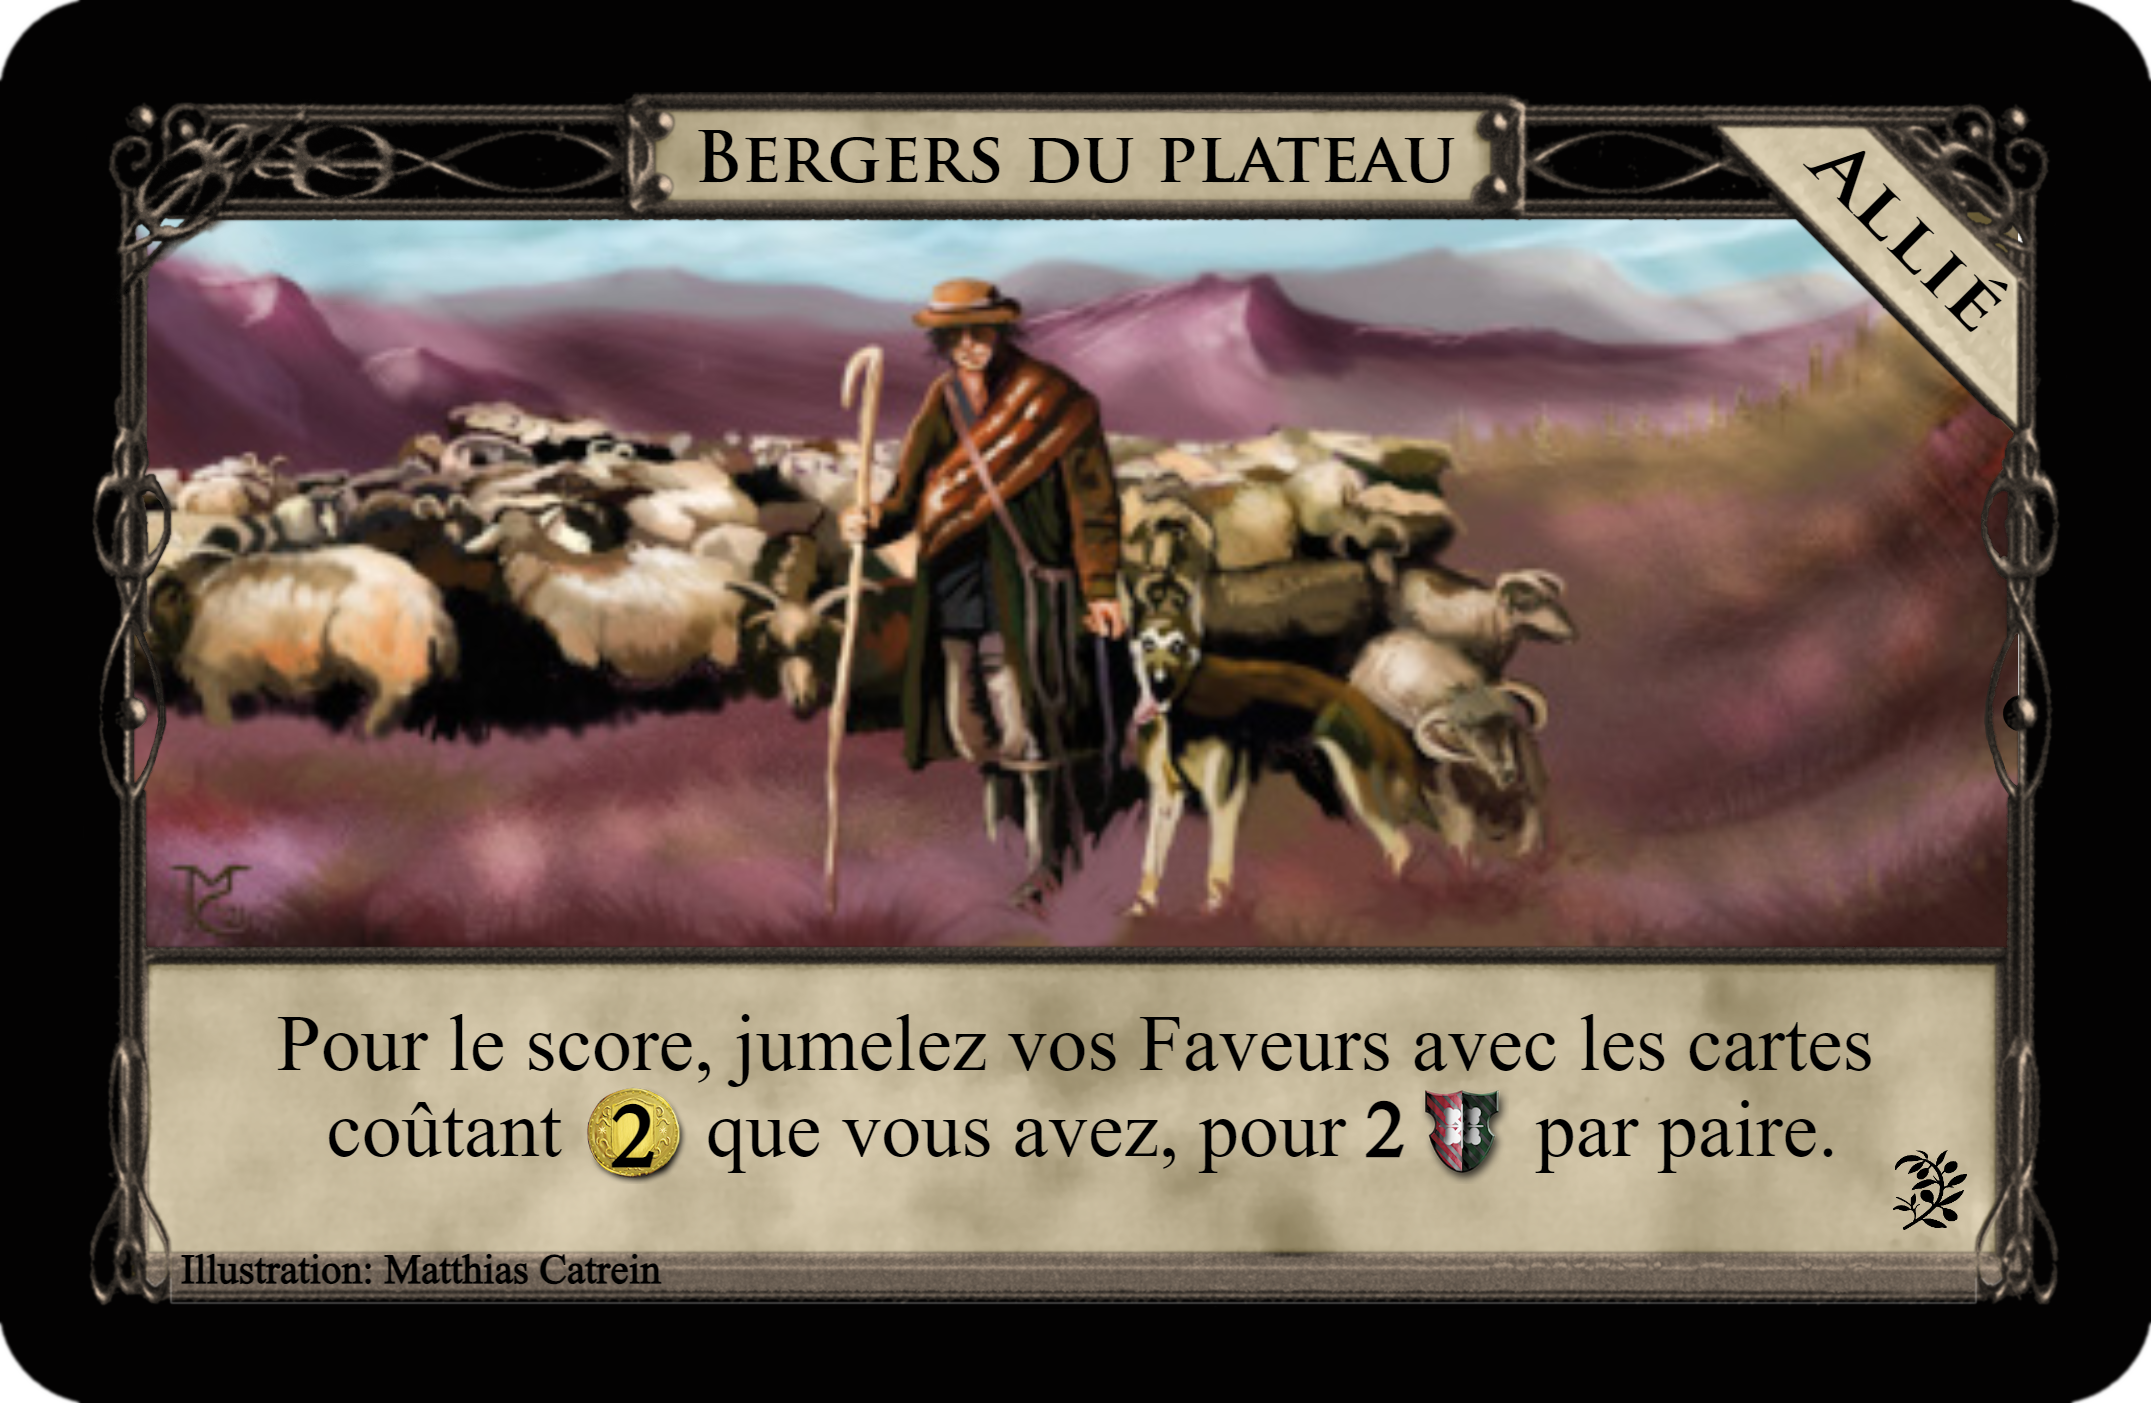 BERGERS DU PLATEAU
ALLIÉ
Pour le score, jumelez vos Faveurs avec les cartes
coûtant 2 que vous avez, pour 2 par paire.
Illustration: Matthias Catrein